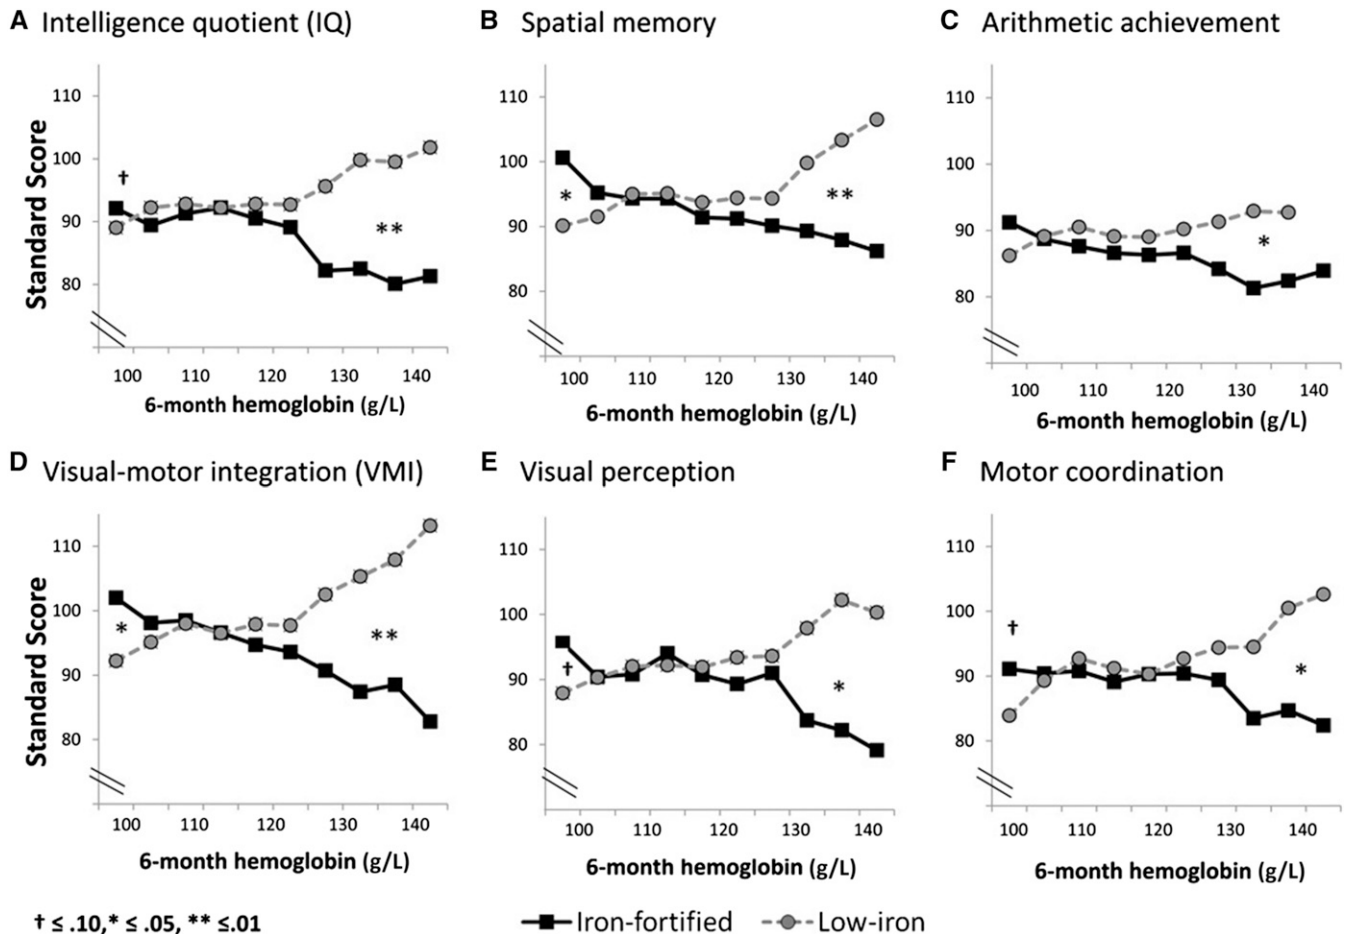 A Intelligence quotient (IQ)
B Spatial memory
C Arithmetic achievement
Standard Score
110
100
90
80
†
**
100 110 120 130 140
6-month hemoglobin (g/L)
110
100
90
80
*
**
100 110 120 130 140
6-month hemoglobin (g/L)
110
100
90
80
*
100 110 120 130 140
6-month hemoglobin (g/L)
D Visual-motor integration (VMI)
E Visual perception
F Motor coordination
Standard Score
110
100
90
80
*
**
100 110 120 130 140
6-month hemoglobin (g/L)
110
100
90
80
†
*
100 110 120 130 140
6-month hemoglobin (g/L)
110
100
90
80
†
*
100 110 120 130 140
6-month hemoglobin (g/L)
† ≤ .10,* ≤ .05, ** ≤.01
Iron-fortified Low-iron